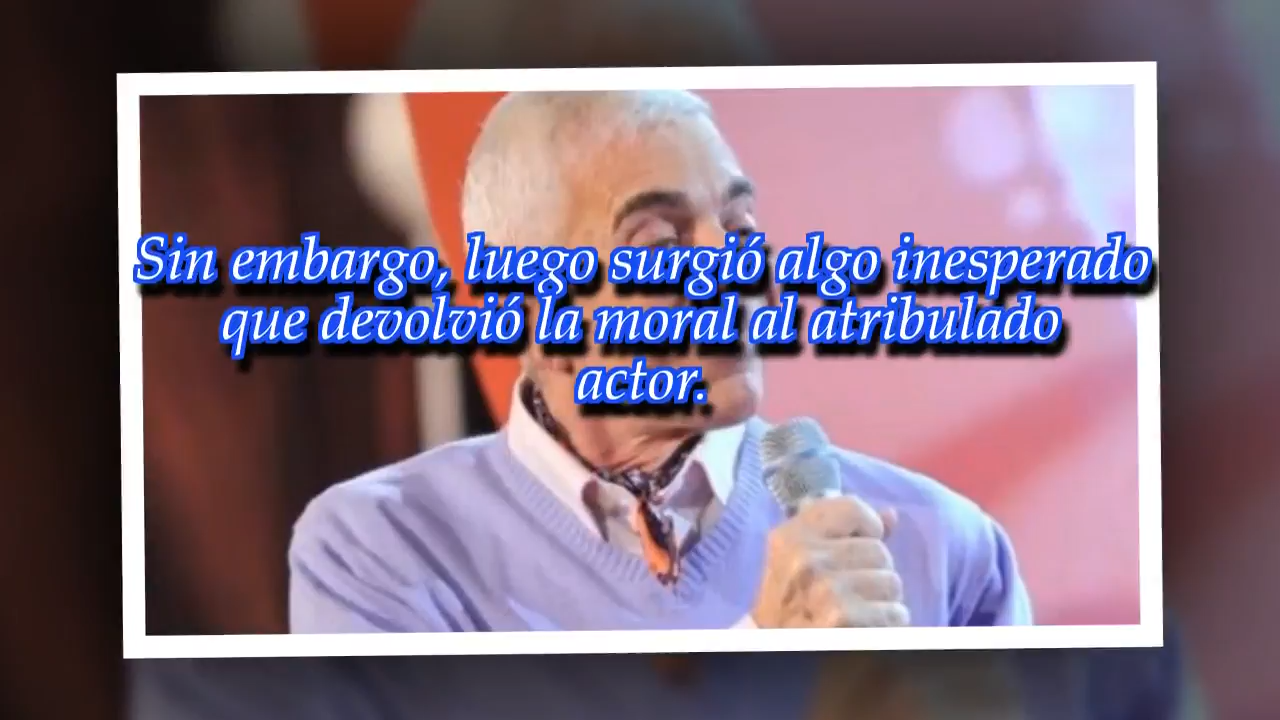 Sin embargo, luego surgió algo inesperado
que devolvió la moral al atribulado
actor.